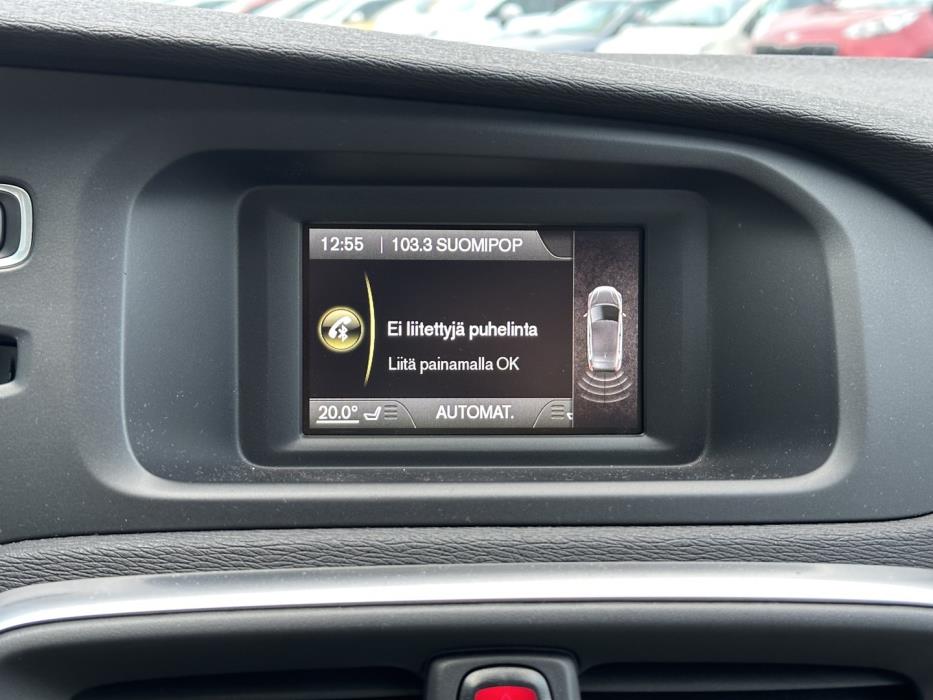 12:55 | 103.3 SUOMIPOP
Ei liitettyjä puhelinta
Liitä painamalla OK
20.0° AUTOMAT.